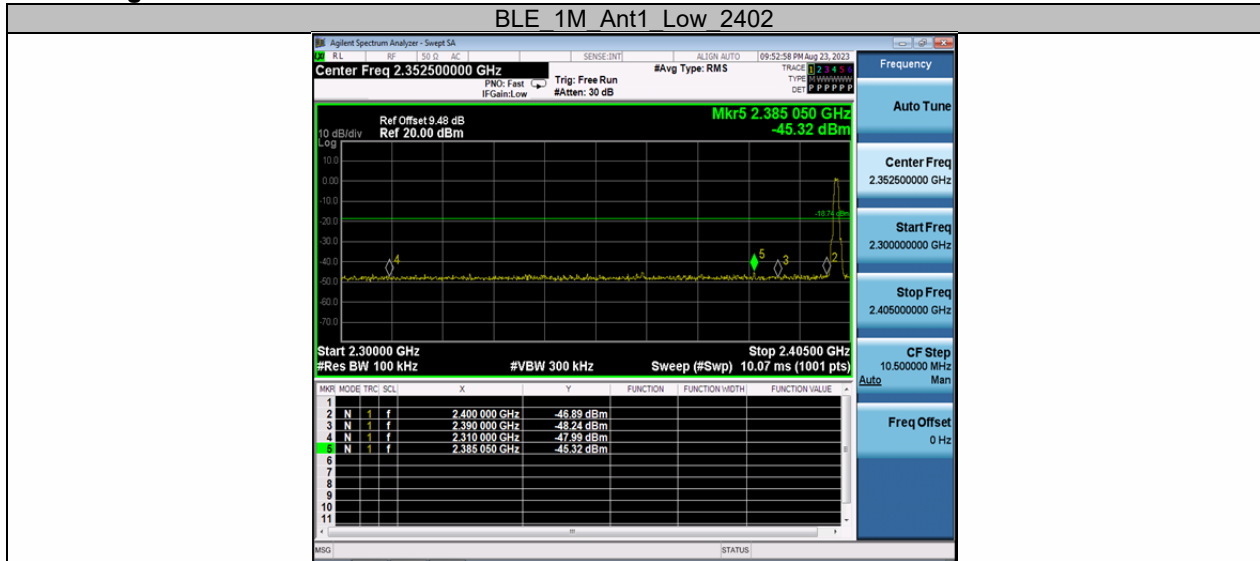 BLE_1M_Ant1_Low_2402
Agilent Spectrum Analyzer - Swept SA
RL RF 50 Ω AC SENSE:INT ALIGN AUTO 09:52:58 PM Aug 23, 2023
Center Freq 2.352500000 GHz
PNO: Fast
IFGain:Low
Trig: Free Run
#Atten: 30 dB
#Avg Type: RMS
TRACE 1 2 3 4 5 6
TYPE M WWWWW
DET P P P P P P
Mkr5 2.385 050 GHz
-45.32 dBm
Ref Offset 9.48 dB
10 dB/div Ref 20.00 dBm
Log
10.0
0.00
-10.0
-20.0
-30.0
-40.0
-50.0
-60.0
-70.0
-18.74 dBm
4
5
3
2
Start 2.30000 GHz Stop 2.40500 GHz
#Res BW 100 kHz #VBW 300 kHz Sweep (#Swp) 10.07 ms (1001 pts)
MKR MODE TRC SCL X Y FUNCTION FUNCTION WIDTH FUNCTION VALUE
1
2 N 1 f 2.400 000 GHz -46.89 dBm
3 N 1 f 2.390 000 GHz -48.24 dBm
4 N 1 f 2.310 000 GHz -47.99 dBm
5 N 1 f 2.385 050 GHz -45.32 dBm
6
7
8
9
10
11
MSG STATUS
Frequency
Auto Tune
Center Freq
2.352500000 GHz
Start Freq
2.300000000 GHz
Stop Freq
2.405000000 GHz
CF Step
10.500000 MHz
Auto Man
Freq Offset
0 Hz